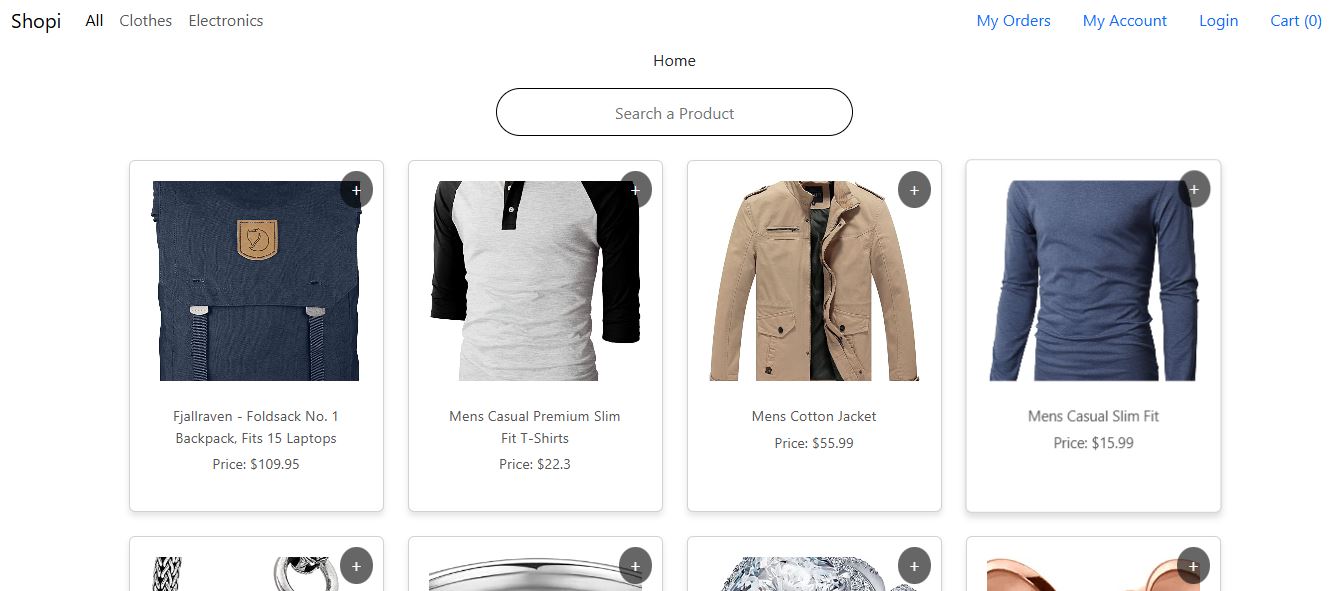 Shopi All Clothes Electronics My Orders My Account Login Cart (0)
Home
Search a Product
+ + + +
Fjallraven - Foldsack No. 1
Backpack, Fits 15 Laptops
Price: $109.95
Mens Casual Premium Slim
Fit T-Shirts
Price: $22.3
Mens Cotton Jacket
Price: $55.99
Mens Casual Slim Fit
Price: $15.99
+ + + +